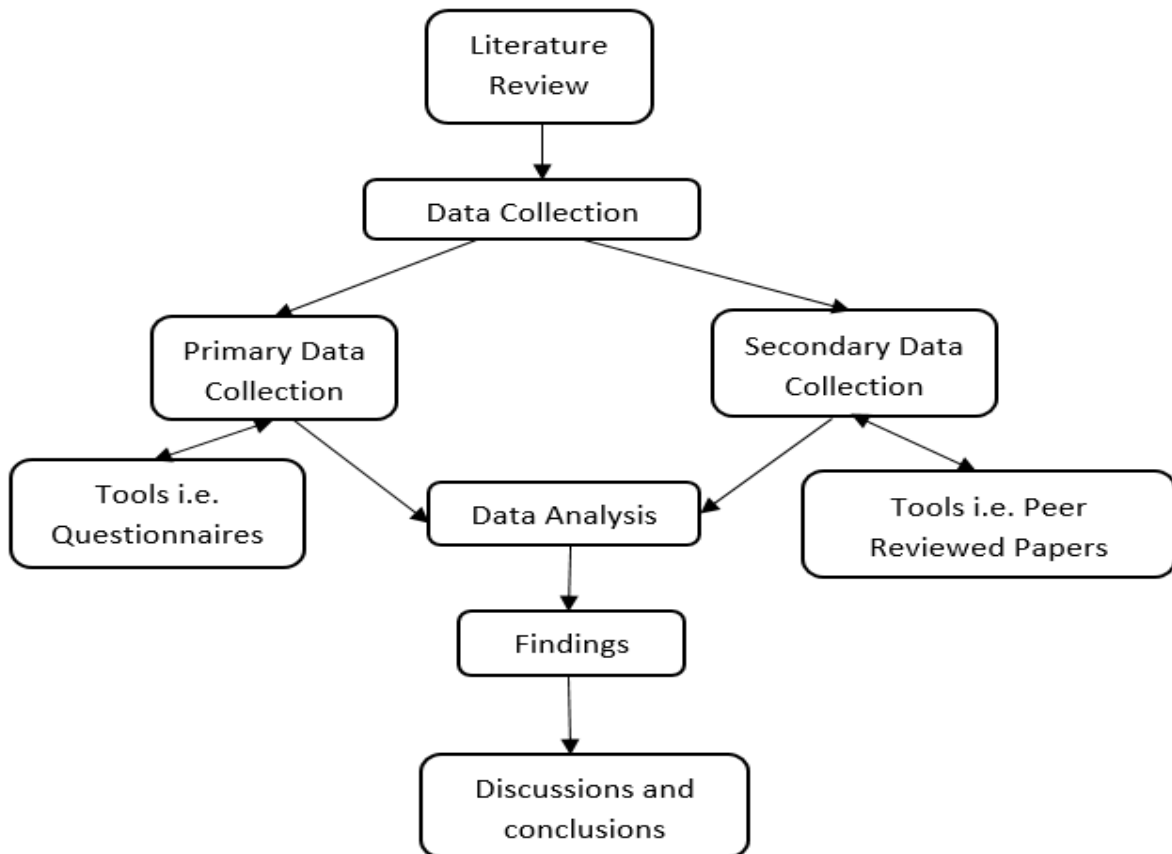 Literature
Review
Data Collection
Primary Data
Collection
Secondary Data
Collection
Tools i.e.
Questionnaires
Data Analysis
Tools i.e. Peer
Reviewed Papers
Findings
Discussions and
conclusions